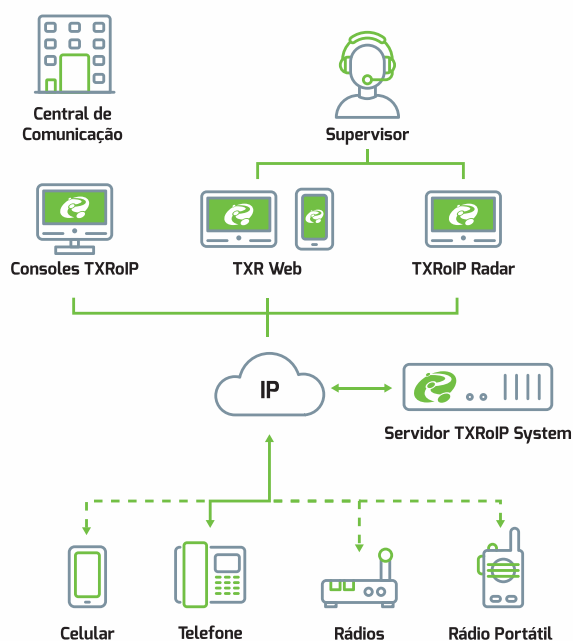 Central de
Comunicação
Supervisor
Consoles TXRoIP
TXR Web
TXRoIP Radar
IP
Servidor TXRoIP System
Celular
Telefone
Rádios
Rádio Portátil